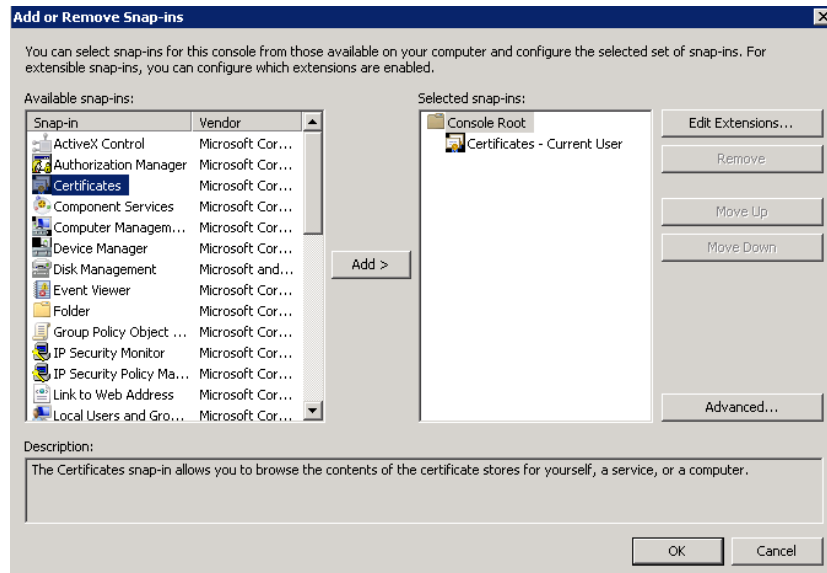 Add or Remove Snap-ins
You can select snap-ins for this console from those available on your computer and configure the selected set of snap-ins. For
extensible snap-ins, you can configure which extensions are enabled.
Available snap-ins:
Selected snap-ins:
Snap-in Vendor
ActiveX Control Microsoft Cor...
Authorization Manager Microsoft Cor...
Certificates Microsoft Cor...
Component Services Microsoft Cor...
Computer Managem... Microsoft Cor...
Device Manager Microsoft Cor...
Disk Management Microsoft and...
Event Viewer Microsoft Cor...
Folder Microsoft Cor...
Group Policy Object ... Microsoft Cor...
IP Security Monitor Microsoft Cor...
IP Security Policy Ma... Microsoft Cor...
Link to Web Address Microsoft Cor...
Local Users and Gro... Microsoft Cor...
Add >
Console Root
Certificates - Current User
Edit Extensions...
Remove
Move Up
Move Down
Advanced...
Description:
The Certificates snap-in allows you to browse the contents of the certificate stores for yourself, a service, or a computer.
OK Cancel